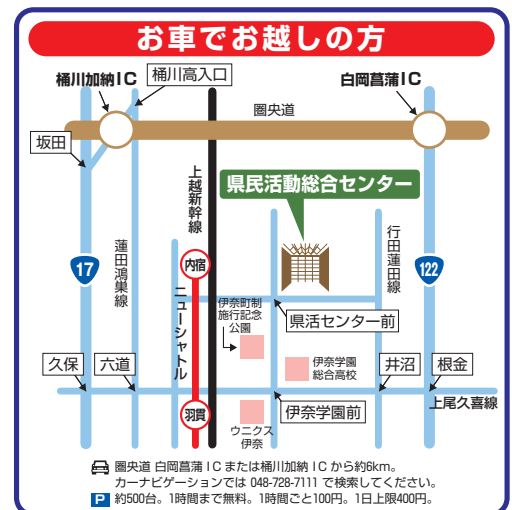 お車でお越しの方
桶川加納IC
桶川高入口
白岡菖蒲IC
圏央道
坂田
上越新幹線
県民活動総合センター
蓮田鴻巣線
行田蓮田線
17
内宿
122
ニューシャトル
伊奈町制
施行記念
公園
県活センター前
久保
六道
伊奈学園
総合高校
井沼
根金
上尾久喜線
羽貫
伊奈学園前
ウニクス
伊奈
圏央道 白岡菖蒲ICまたは桶川加納ICから約6km。
カーナビゲーションでは 048-728-7111 で検索してください。
P 約500台。1時間まで無料。1時間ごと100円。1日上限400円。